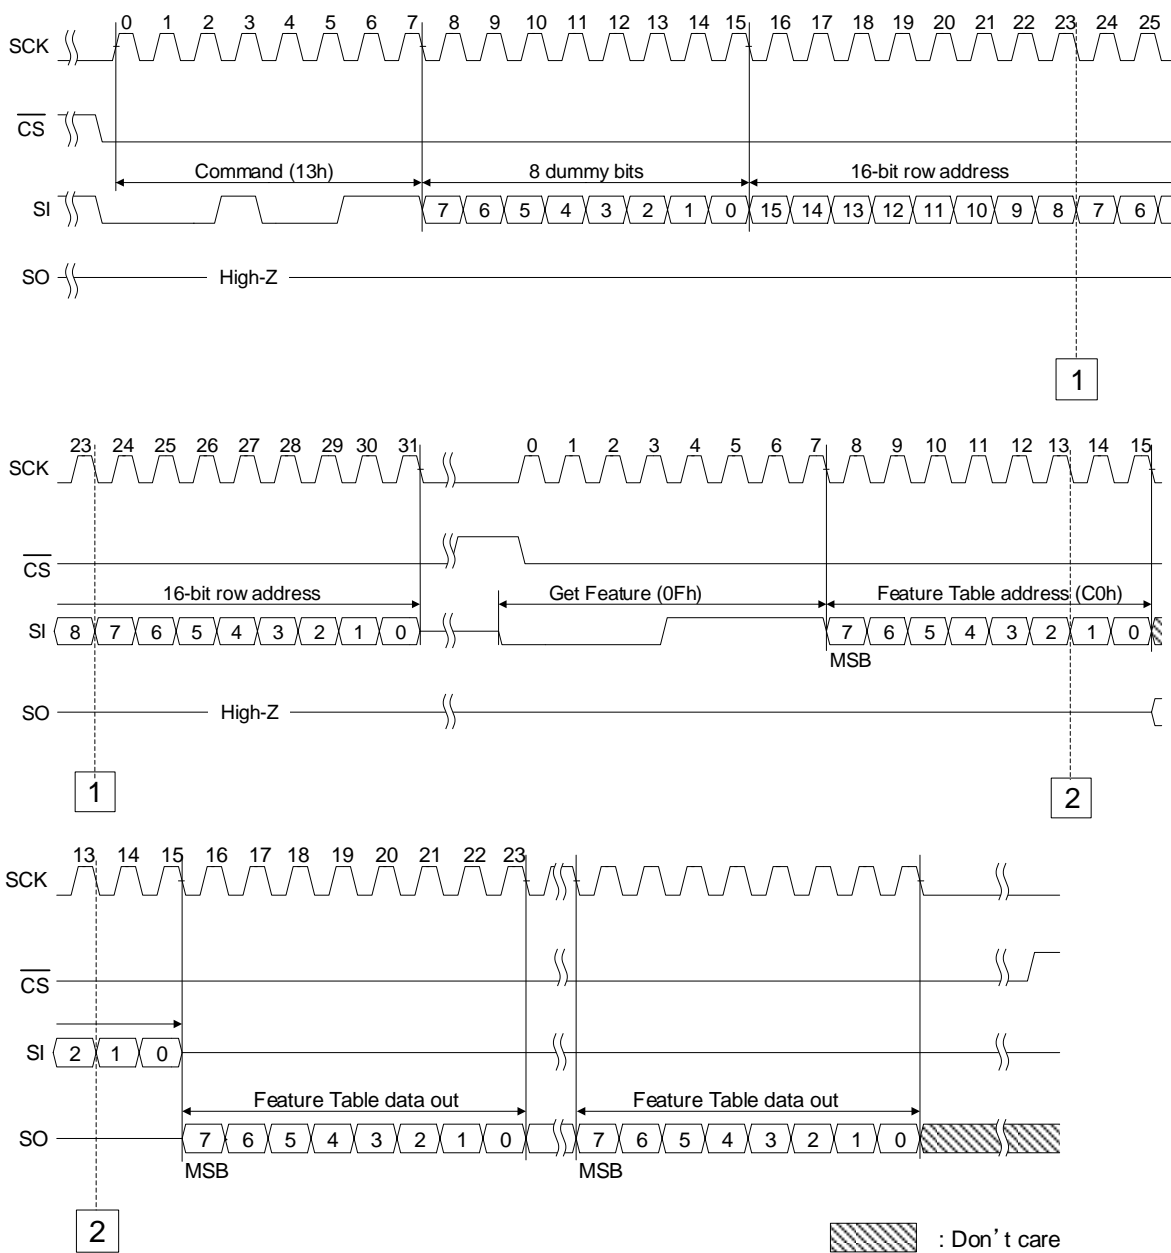 0 1 2 3 4 5 6 7 8 9 10 11 12 13 14 15 16 17 18 19 20 21 22 23 24 25
SCK
CS
Command (13h) 8 dummy bits 16-bit row address
SI 7 6 5 4 3 2 1 0 15 14 13 12 11 10 9 8 7 6
SO High-Z
1
23 24 25 26 27 28 29 30 31 0 1 2 3 4 5 6 7 8 9 10 11 12 13 14 15
SCK
CS
16-bit row address Get Feature (0Fh) Feature Table address (C0h)
SI 8 7 6 5 4 3 2 1 0 7 6 5 4 3 2 1 0
MSB
SO High-Z
1 2
13 14 15 16 17 18 19 20 21 22 23
SCK
CS
SI 2 1 0
Feature Table data out Feature Table data out
SO 7 6 5 4 3 2 1 0 7 6 5 4 3 2 1 0
MSB MSB
2
: Don't care